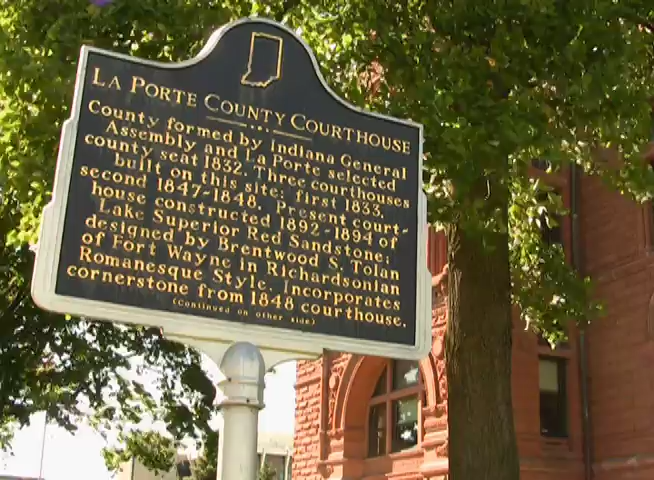 LA PORTE COUNTY COURTHOUSE
County formed by Indiana General
Assembly and La Porte selected
county seat 1832. Three courthouses
built on this site; first 1833,
second 1847-1848. Present court-
house constructed 1892-1894 of
Lake Superior Red Sandstone;
designed by Brentwood S. Tolan
of Fort Wayne in Richardsonian
Romanesque Style. Incorporates
cornerstone from 1848 courthouse.
(Continued on other side)